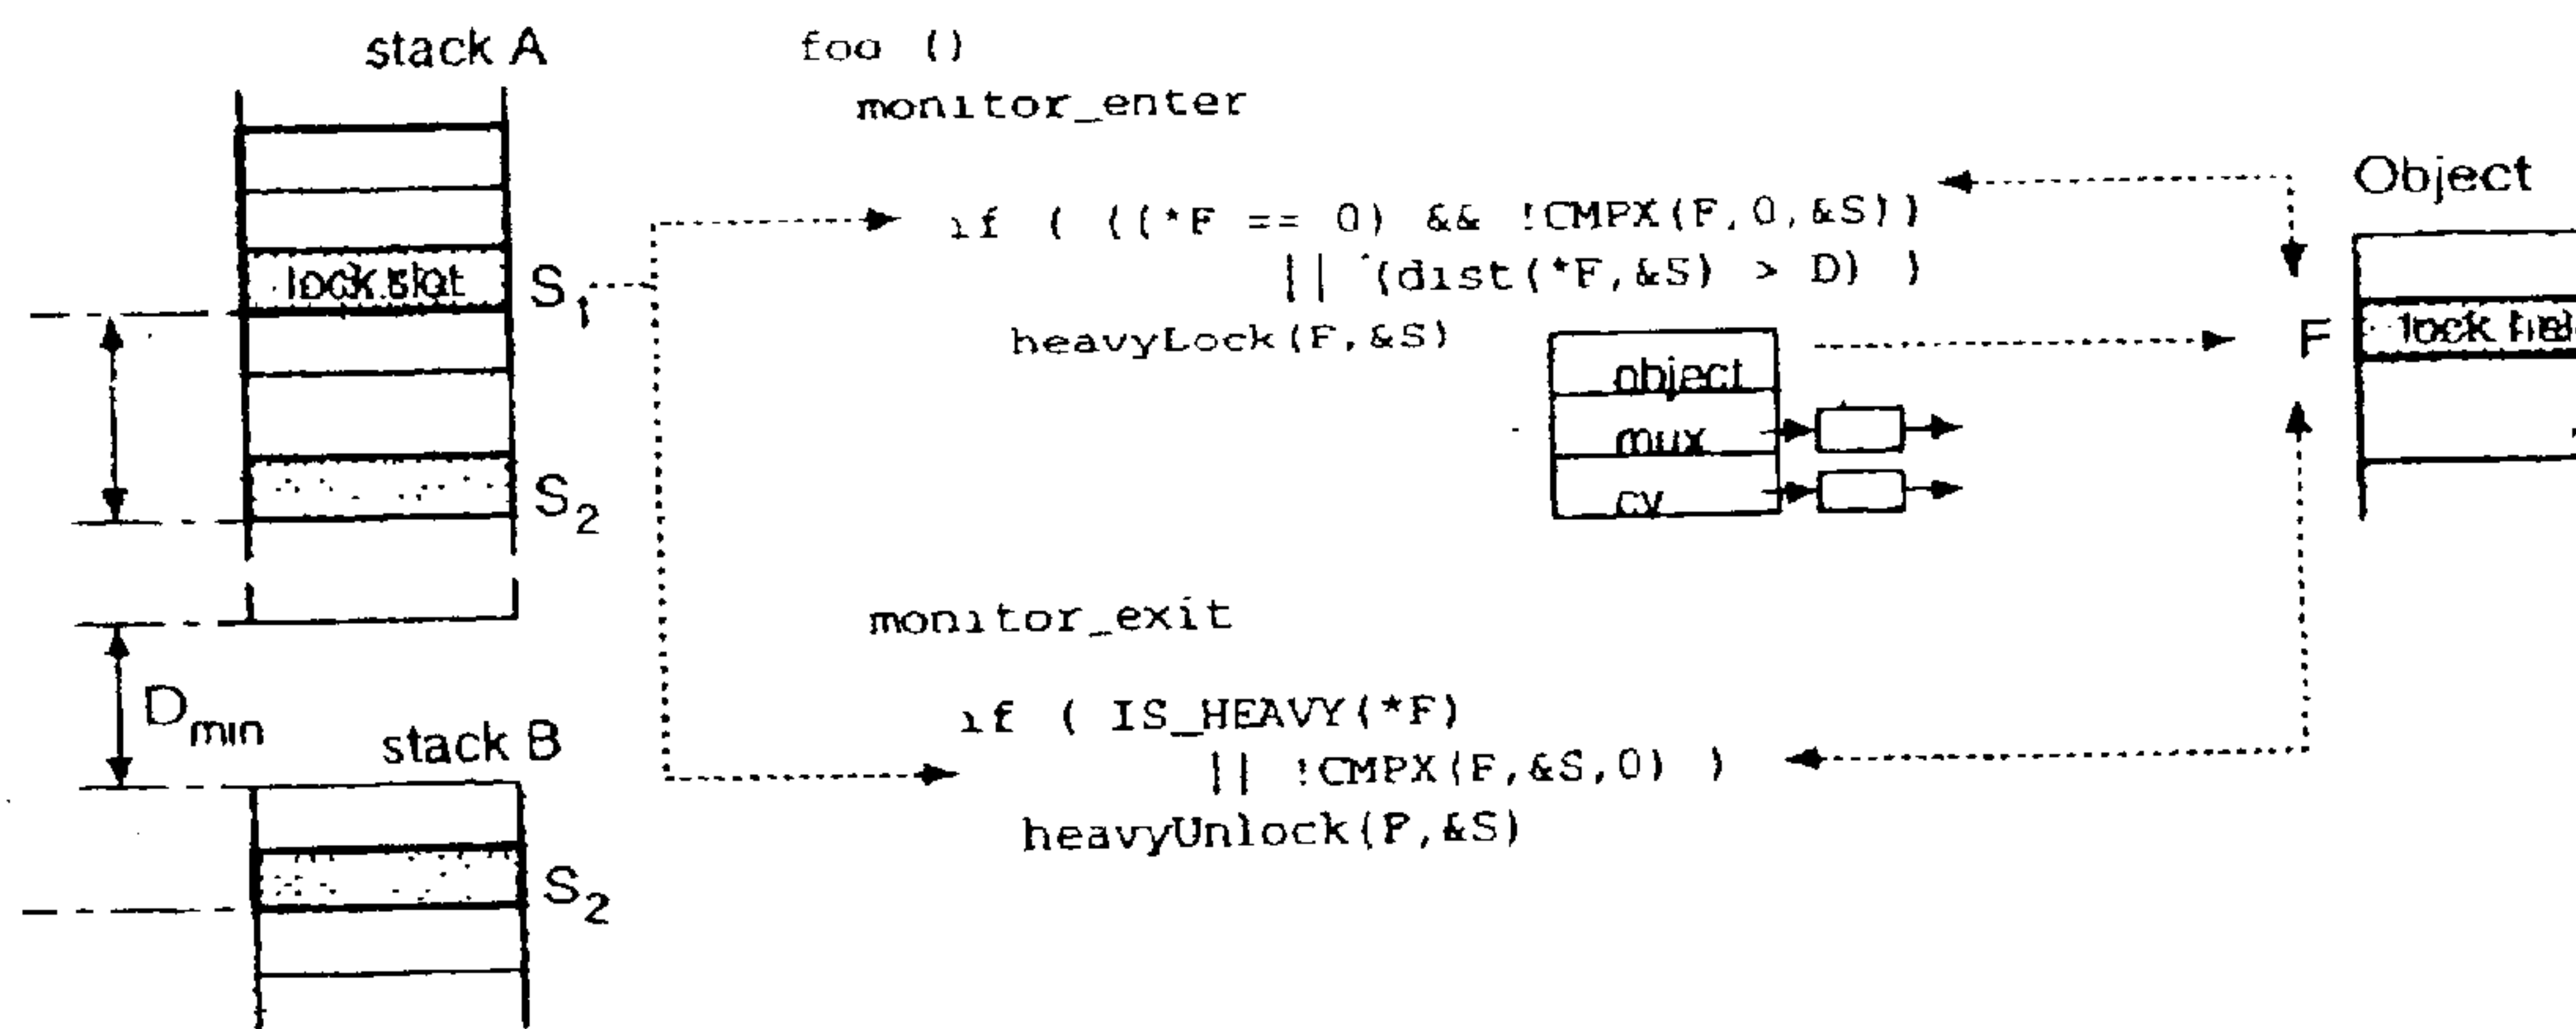 stack A
lock slot
S1
S2
Dmin
stack B
S2
foo ()
monitor_enter
if ( ((*F == 0) && !CMPX(F,0,&S))
|| (dist(*F,&S) > D) )
heavyLock(F,&S)
object
mux
cv
monitor_exit
if ( IS_HEAVY(*F)
|| !CMPX(F,&S,0) )
heavyUnlock(F,&S)
Object
F
lock